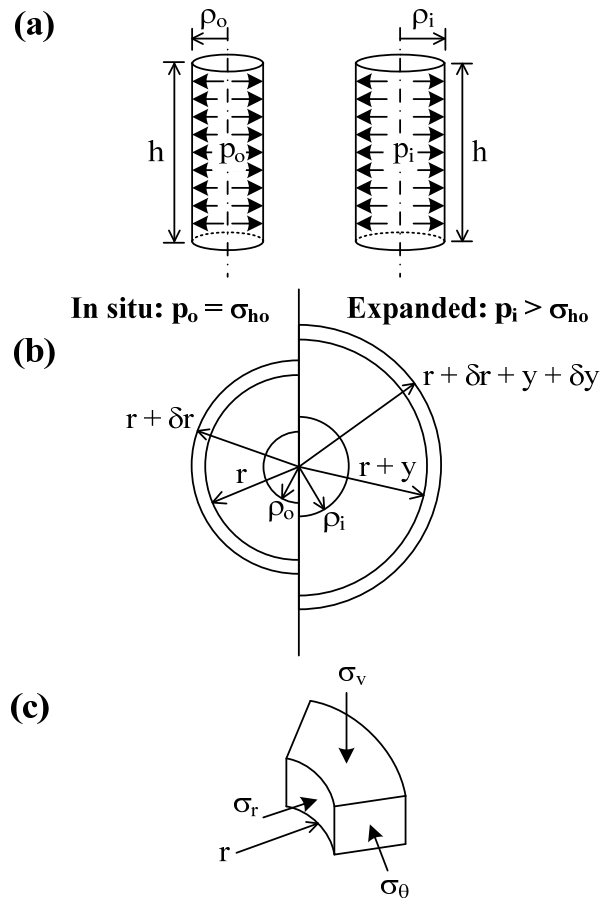 (a)
ρₒ
ρᵢ
h
pₒ
pᵢ
h
In situ: pₒ = σₕₒ
Expanded: pᵢ > σₕₒ
(b)
r + δr + y + δy
r + δr
r + y
r
ρₒ
ρᵢ
σᵥ
(c)
σᵣ
r
σθ